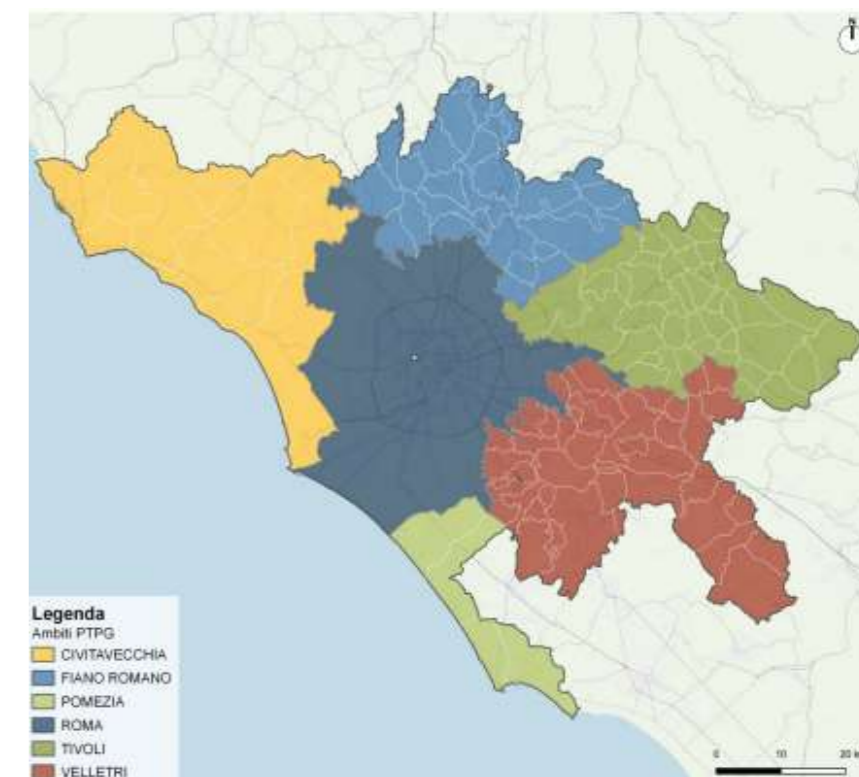 N
Legenda
Ambiti PTPG
CIVITAVECCHIA
FIANO ROMANO
POMEZIA
ROMA
TIVOLI
VELLETRI
0 10 20 k